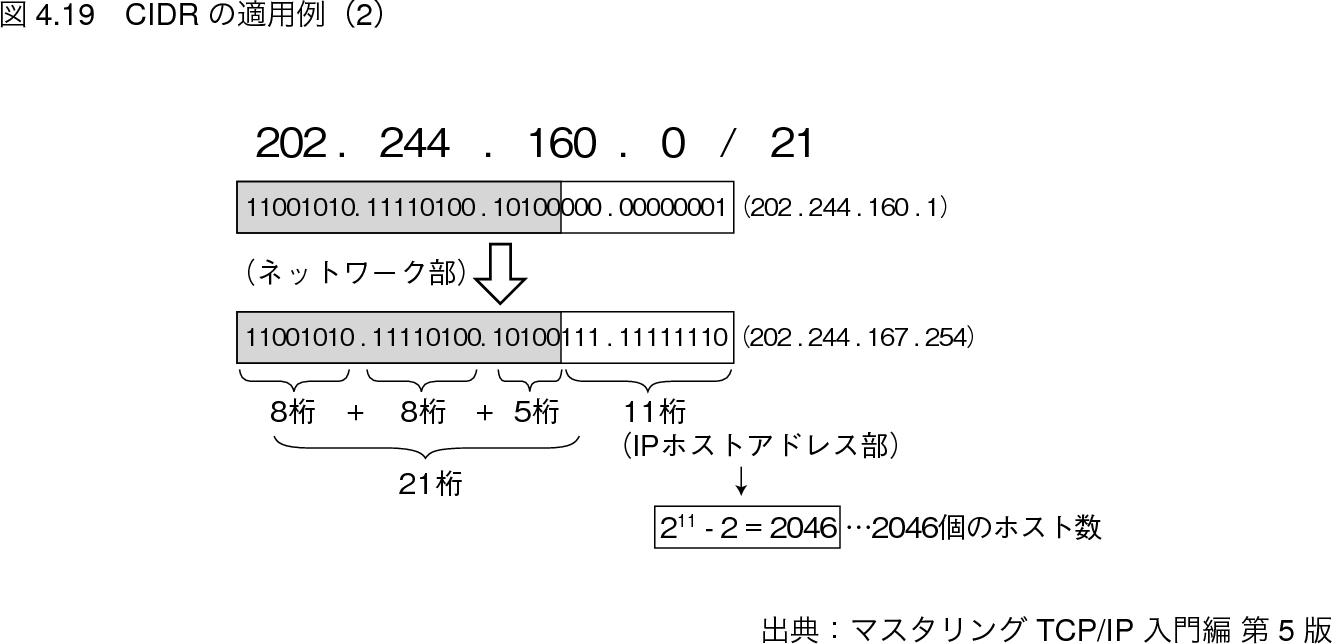 図 4.19 CIDR の適用例（2）
202 . 244 . 160 . 0 / 21
11001010. 11110100 . 10100000 . 00000001 （202 . 244 . 160 . 1）
（ネットワーク部）
11001010 . 11110100. 10100111 . 11111110 （202 . 244 . 167 . 254）
8桁 + 8桁 + 5桁 11桁
（IPホストアドレス部）
21桁
2¹¹ - 2 = 2046 …2046個のホスト数
出典：マスタリング TCP/IP 入門編 第 5 版